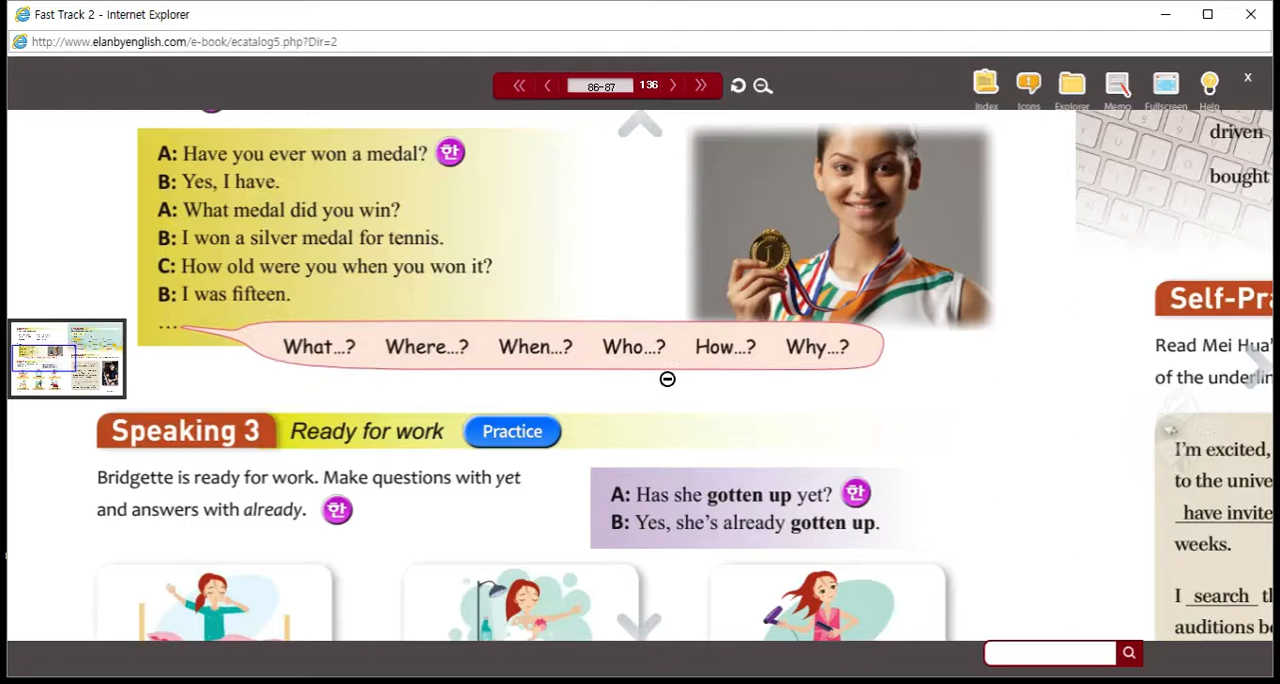 Fast Track 2 - Internet Explorer
http://www.elanbyenglish.com/e-book/ecatalog5.php?Dir=2
86-87 136
Index Icons Explorer Memo Fullscreen Help x
A: Have you ever won a medal? 한
B: Yes, I have.
A: What medal did you win?
B: I won a silver medal for tennis.
C: How old were you when you won it?
B: I was fifteen.
...
What...? Where...? When...? Who...? How...? Why...?
Speaking 3 Ready for work Practice
Bridgette is ready for work. Make questions with yet
and answers with already. 한
A: Has she gotten up yet? 한
B: Yes, she's already gotten up.
driven
bought
Self-Pra
Read Mei Hua'
of the underlin
I'm excited,
to the unive
have invite
weeks.
I search th
auditions be